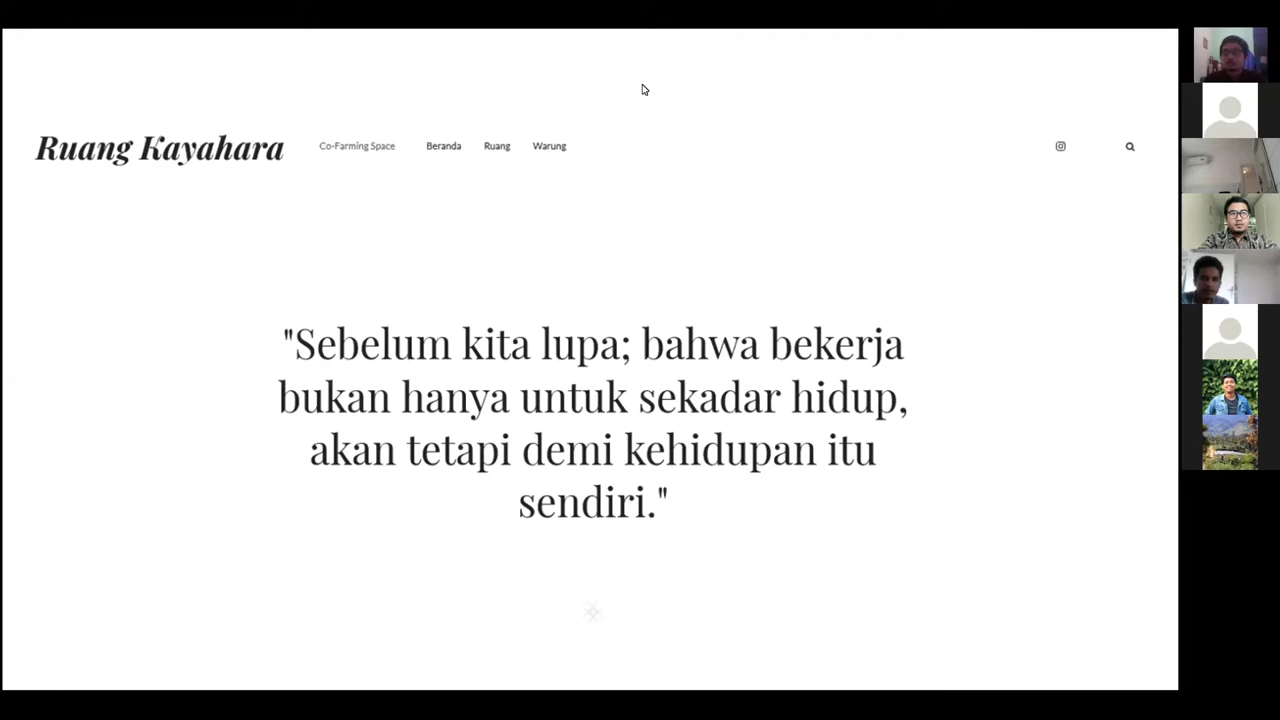 Ruang Kayahara
Co-Farming Space Beranda Ruang Warung
"Sebelum kita lupa; bahwa bekerja
bukan hanya untuk sekadar hidup,
akan tetapi demi kehidupan itu
sendiri."